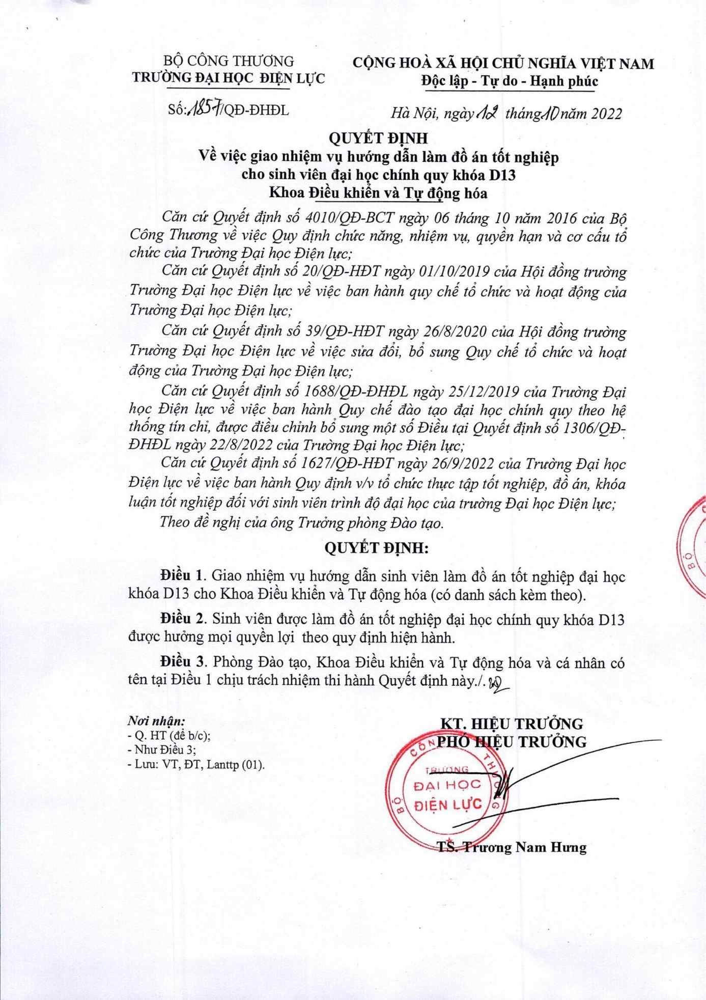 BỘ CÔNG THƯƠNG
TRƯỜNG ĐẠI HỌC ĐIỆN LỰC
Số: 1857/QĐ-ĐHĐL
CỘNG HOÀ XÃ HỘI CHỦ NGHĨA VIỆT NAM
Độc lập - Tự do - Hạnh phúc
Hà Nội, ngày 12 tháng 10 năm 2022
QUYẾT ĐỊNH
Về việc giao nhiệm vụ hướng dẫn làm đồ án tốt nghiệp
cho sinh viên đại học chính quy khóa D13
Khoa Điều khiển và Tự động hóa
Căn cứ Quyết định số 4010/QĐ-BCT ngày 06 tháng 10 năm 2016 của Bộ
Công Thương về việc Quy định chức năng, nhiệm vụ, quyền hạn và cơ cấu tổ
chức của Trường Đại học Điện lực;
Căn cứ Quyết định số 20/QĐ-HĐT ngày 01/10/2019 của Hội đồng trường
Trường Đại học Điện lực về việc ban hành quy chế tổ chức và hoạt động của
Trường Đại học Điện lực;
Căn cứ Quyết định số 39/QĐ-HĐT ngày 26/8/2020 của Hội đồng trường
Trường Đại học Điện lực về việc sửa đổi, bổ sung Quy chế tổ chức và hoạt
động của Trường Đại học Điện lực;
Căn cứ Quyết định số 1688/QĐ-ĐHĐL ngày 25/12/2019 của Trường Đại
học Điện lực về việc ban hành Quy chế đào tạo đại học chính quy theo hệ
thống tín chỉ, được điều chỉnh bổ sung một số Điều tại Quyết định số 1306/QĐ-
ĐHĐL ngày 22/8/2022 của Trường Đại học Điện lực;
Căn cứ Quyết định số 1627/QĐ-HĐT ngày 26/9/2022 của Trường Đại học
Điện lực về việc ban hành Quy định v/v tổ chức thực tập tốt nghiệp, đồ án, khóa
luận tốt nghiệp đối với sinh viên trình độ đại học của trường Đại học Điện lực;
Theo đề nghị của ông Trưởng phòng Đào tạo.
QUYẾT ĐỊNH:
Điều 1. Giao nhiệm vụ hướng dẫn sinh viên làm đồ án tốt nghiệp đại học
khóa D13 cho Khoa Điều khiển và Tự động hóa (có danh sách kèm theo).
Điều 2. Sinh viên được làm đồ án tốt nghiệp đại học chính quy khóa D13
được hưởng mọi quyền lợi theo quy định hiện hành.
Điều 3. Phòng Đào tạo, Khoa Điều khiển và Tự động hóa và cá nhân có
tên tại Điều 1 chịu trách nhiệm thi hành Quyết định này./.
Nơi nhận:
- Q. HT (để b/c);
- Như Điều 3;
- Lưu: VT, ĐT, Lanttp (01).
KT. HIỆU TRƯỞNG
PHÓ HIỆU TRƯỞNG
BỘ CÔNG THƯƠNG
TRƯỜNG
ĐẠI HỌC
ĐIỆN LỰC
TS. Trương Nam Hưng
BỘ